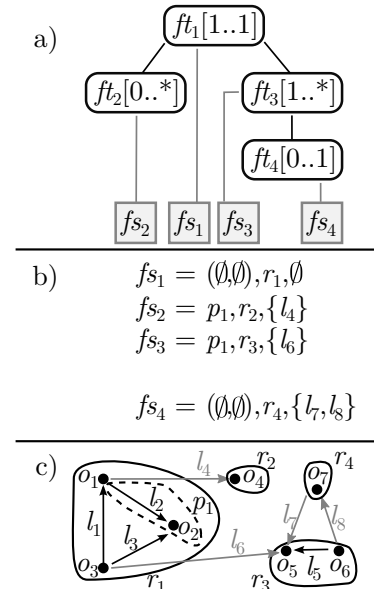 a)
ft1[1..1]
ft2[0..*] ft3[1..*]
ft4[0..1]
fs2 fs1 fs3 fs4
b) fs1 = (∅,∅),r1,∅
fs2 = p1,r2,{l4}
fs3 = p1,r3,{l6}
fs4 = (∅,∅),r4,{l7,l8}
c)
o1 l4 o4 r2 o7 r4
l2 p1
l1 l3 o2 l6 l7 l8
o3 r1 r3 o5 l5 o6